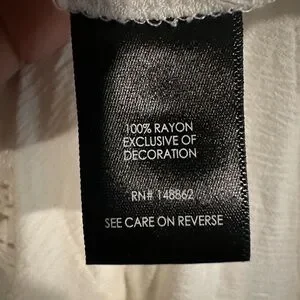 100% RAYON
EXCLUSIVE OF
DECORATION
RN# 148862
SEE CARE ON REVERSE